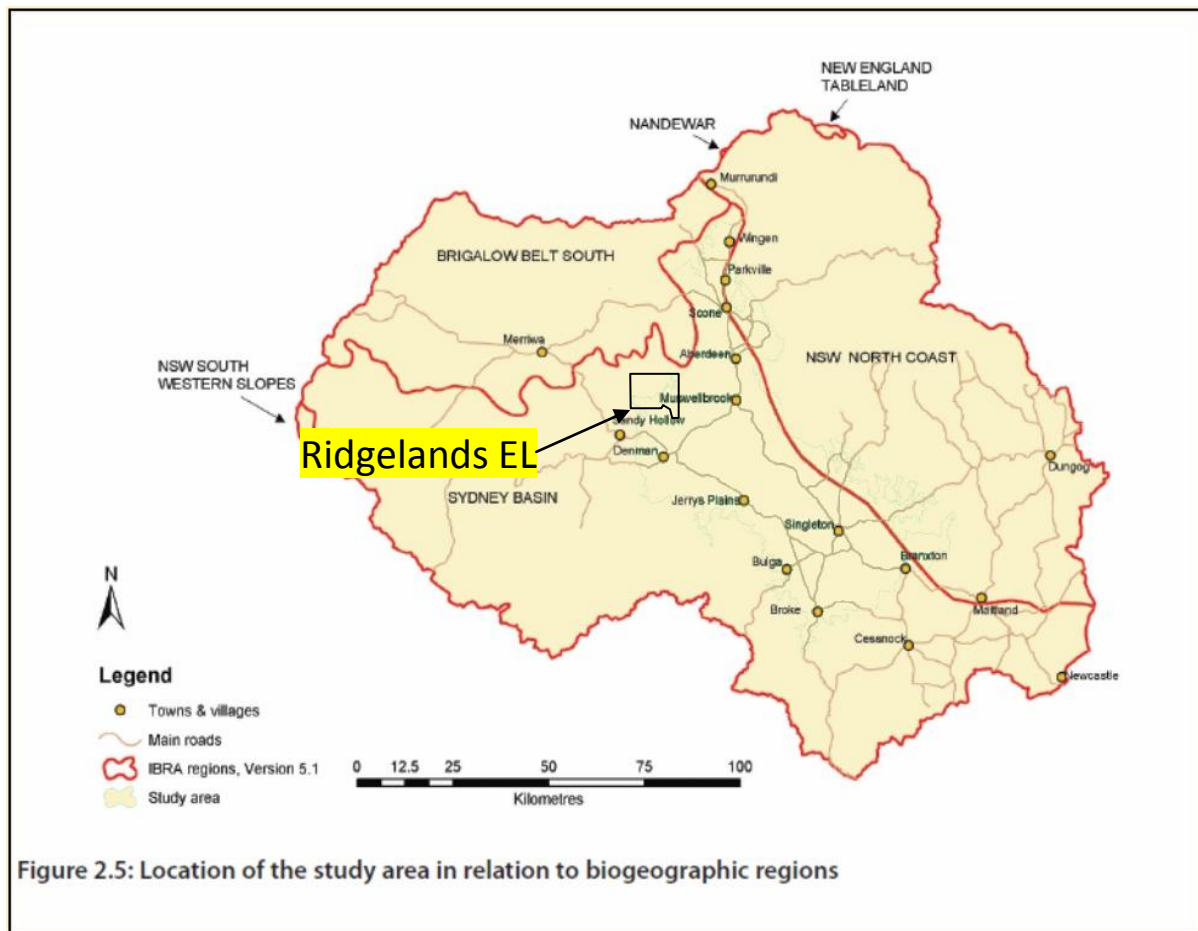 NEW ENGLAND
TABLELAND
NANDEWAR
Murrurundi
Wingen
BRIGALOW BELT SOUTH
Parkville
Scone
Merriwa
Aberdeen
NSW NORTH COAST
NSW SOUTH
WESTERN SLOPES
Muswellbrook
Sandy Hollow
Ridgelands EL
Denman
Dungog
SYDNEY BASIN
Jerrys Plains
Singleton
Bulga
Branxton
N
Broke
Maitland
Cessnock
Newcastle
Legend
Towns & villages
Main roads
IBRA regions, Version 5.1
Study area
0 12.5 25 50 75 100
Kilometres
Figure 2.5: Location of the study area in relation to biogeographic regions